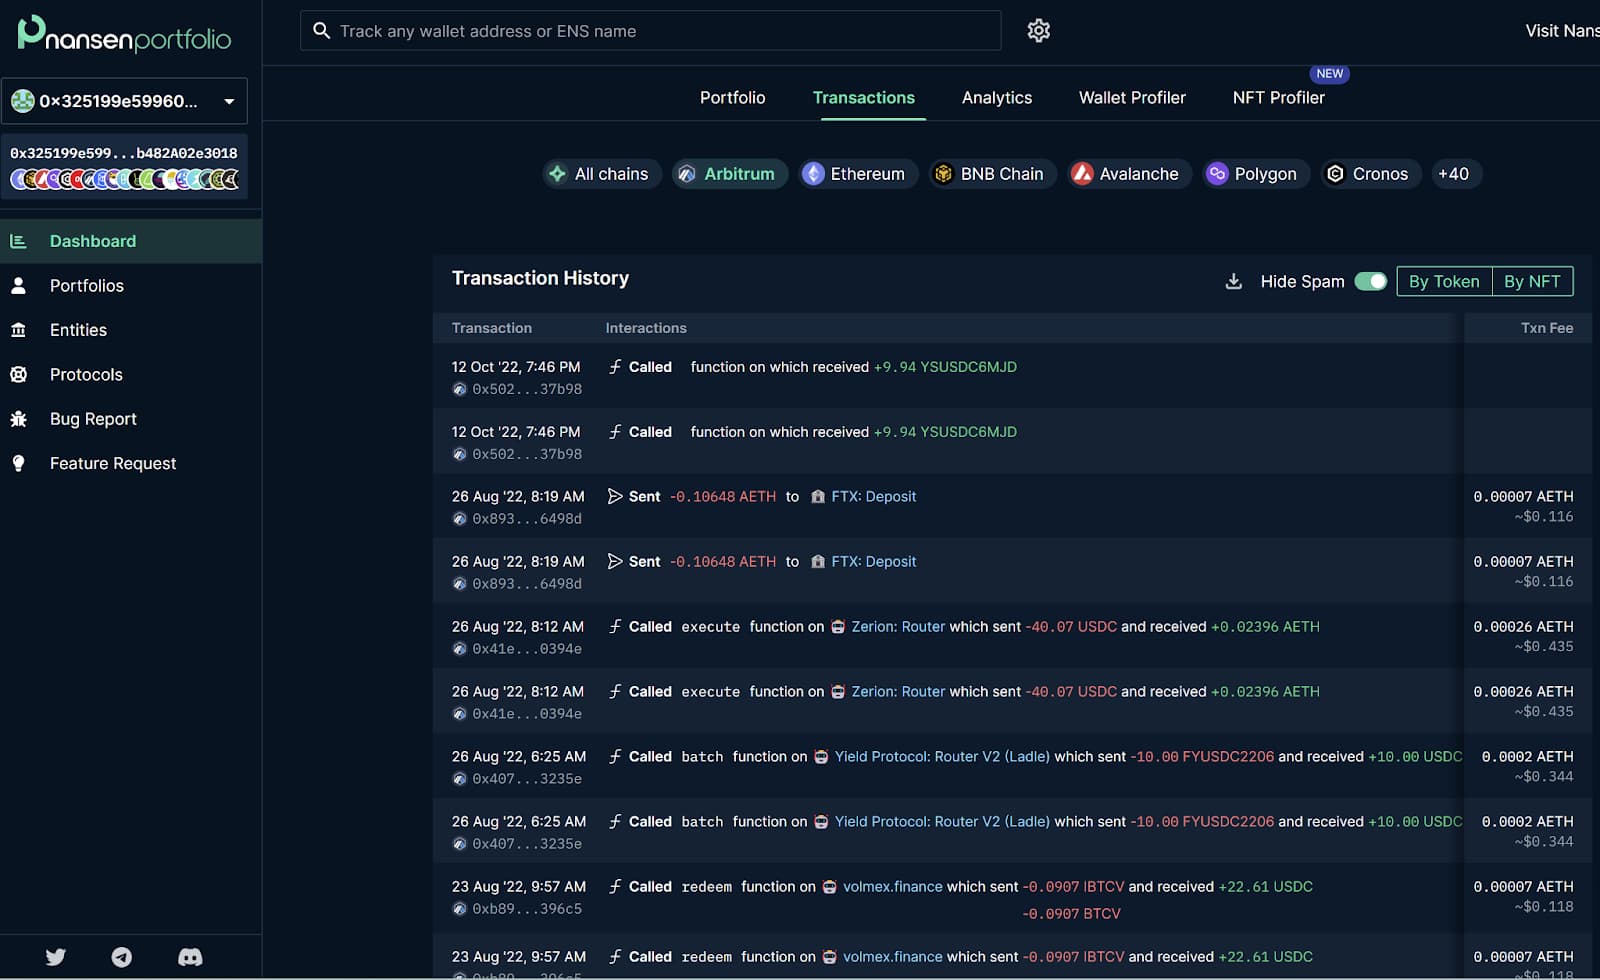 nansenportfolio
Track any wallet address or ENS name
Visit Nans
0×325199e59960...
0x325199e599...b482A02e3018
Dashboard
Portfolios
Entities
Protocols
Bug Report
Feature Request
NEW
Portfolio Transactions Analytics Wallet Profiler NFT Profiler
All chains Arbitrum Ethereum BNB Chain Avalanche Polygon Cronos +40
Transaction History
Hide Spam By Token By NFT
Transaction Interactions Txn Fee
12 Oct '22, 7:46 PM Called function on which received +9.94 YSUSDC6MJD
0x502...37b98
12 Oct '22, 7:46 PM Called function on which received +9.94 YSUSDC6MJD
0x502...37b98
26 Aug '22, 8:19 AM Sent -0.10648 AETH to FTX: Deposit 0.00007 AETH
0x893...6498d ~$0.116
26 Aug '22, 8:19 AM Sent -0.10648 AETH to FTX: Deposit 0.00007 AETH
0x893...6498d ~$0.116
26 Aug '22, 8:12 AM Called execute function on Zerion: Router which sent -40.07 USDC and received +0.02396 AETH 0.00026 AETH
0x41e...0394e ~$0.435
26 Aug '22, 8:12 AM Called execute function on Zerion: Router which sent -40.07 USDC and received +0.02396 AETH 0.00026 AETH
0x41e...0394e ~$0.435
26 Aug '22, 6:25 AM Called batch function on Yield Protocol: Router V2 (Ladle) which sent -10.00 FYUSDC2206 and received +10.00 USDC 0.0002 AETH
0x407...3235e ~$0.344
26 Aug '22, 6:25 AM Called batch function on Yield Protocol: Router V2 (Ladle) which sent -10.00 FYUSDC2206 and received +10.00 USDC 0.0002 AETH
0x407...3235e ~$0.344
23 Aug '22, 9:57 AM Called redeem function on volmex.finance which sent -0.0907 IBTCV and received +22.61 USDC 0.00007 AETH
0xb89...396c5 -0.0907 BTCV ~$0.118
23 Aug '22, 9:57 AM Called redeem function on volmex.finance which sent -0.0907 IBTCV and received +22.61 USDC 0.00007 AETH
0xb89...396c5 ~$0.118